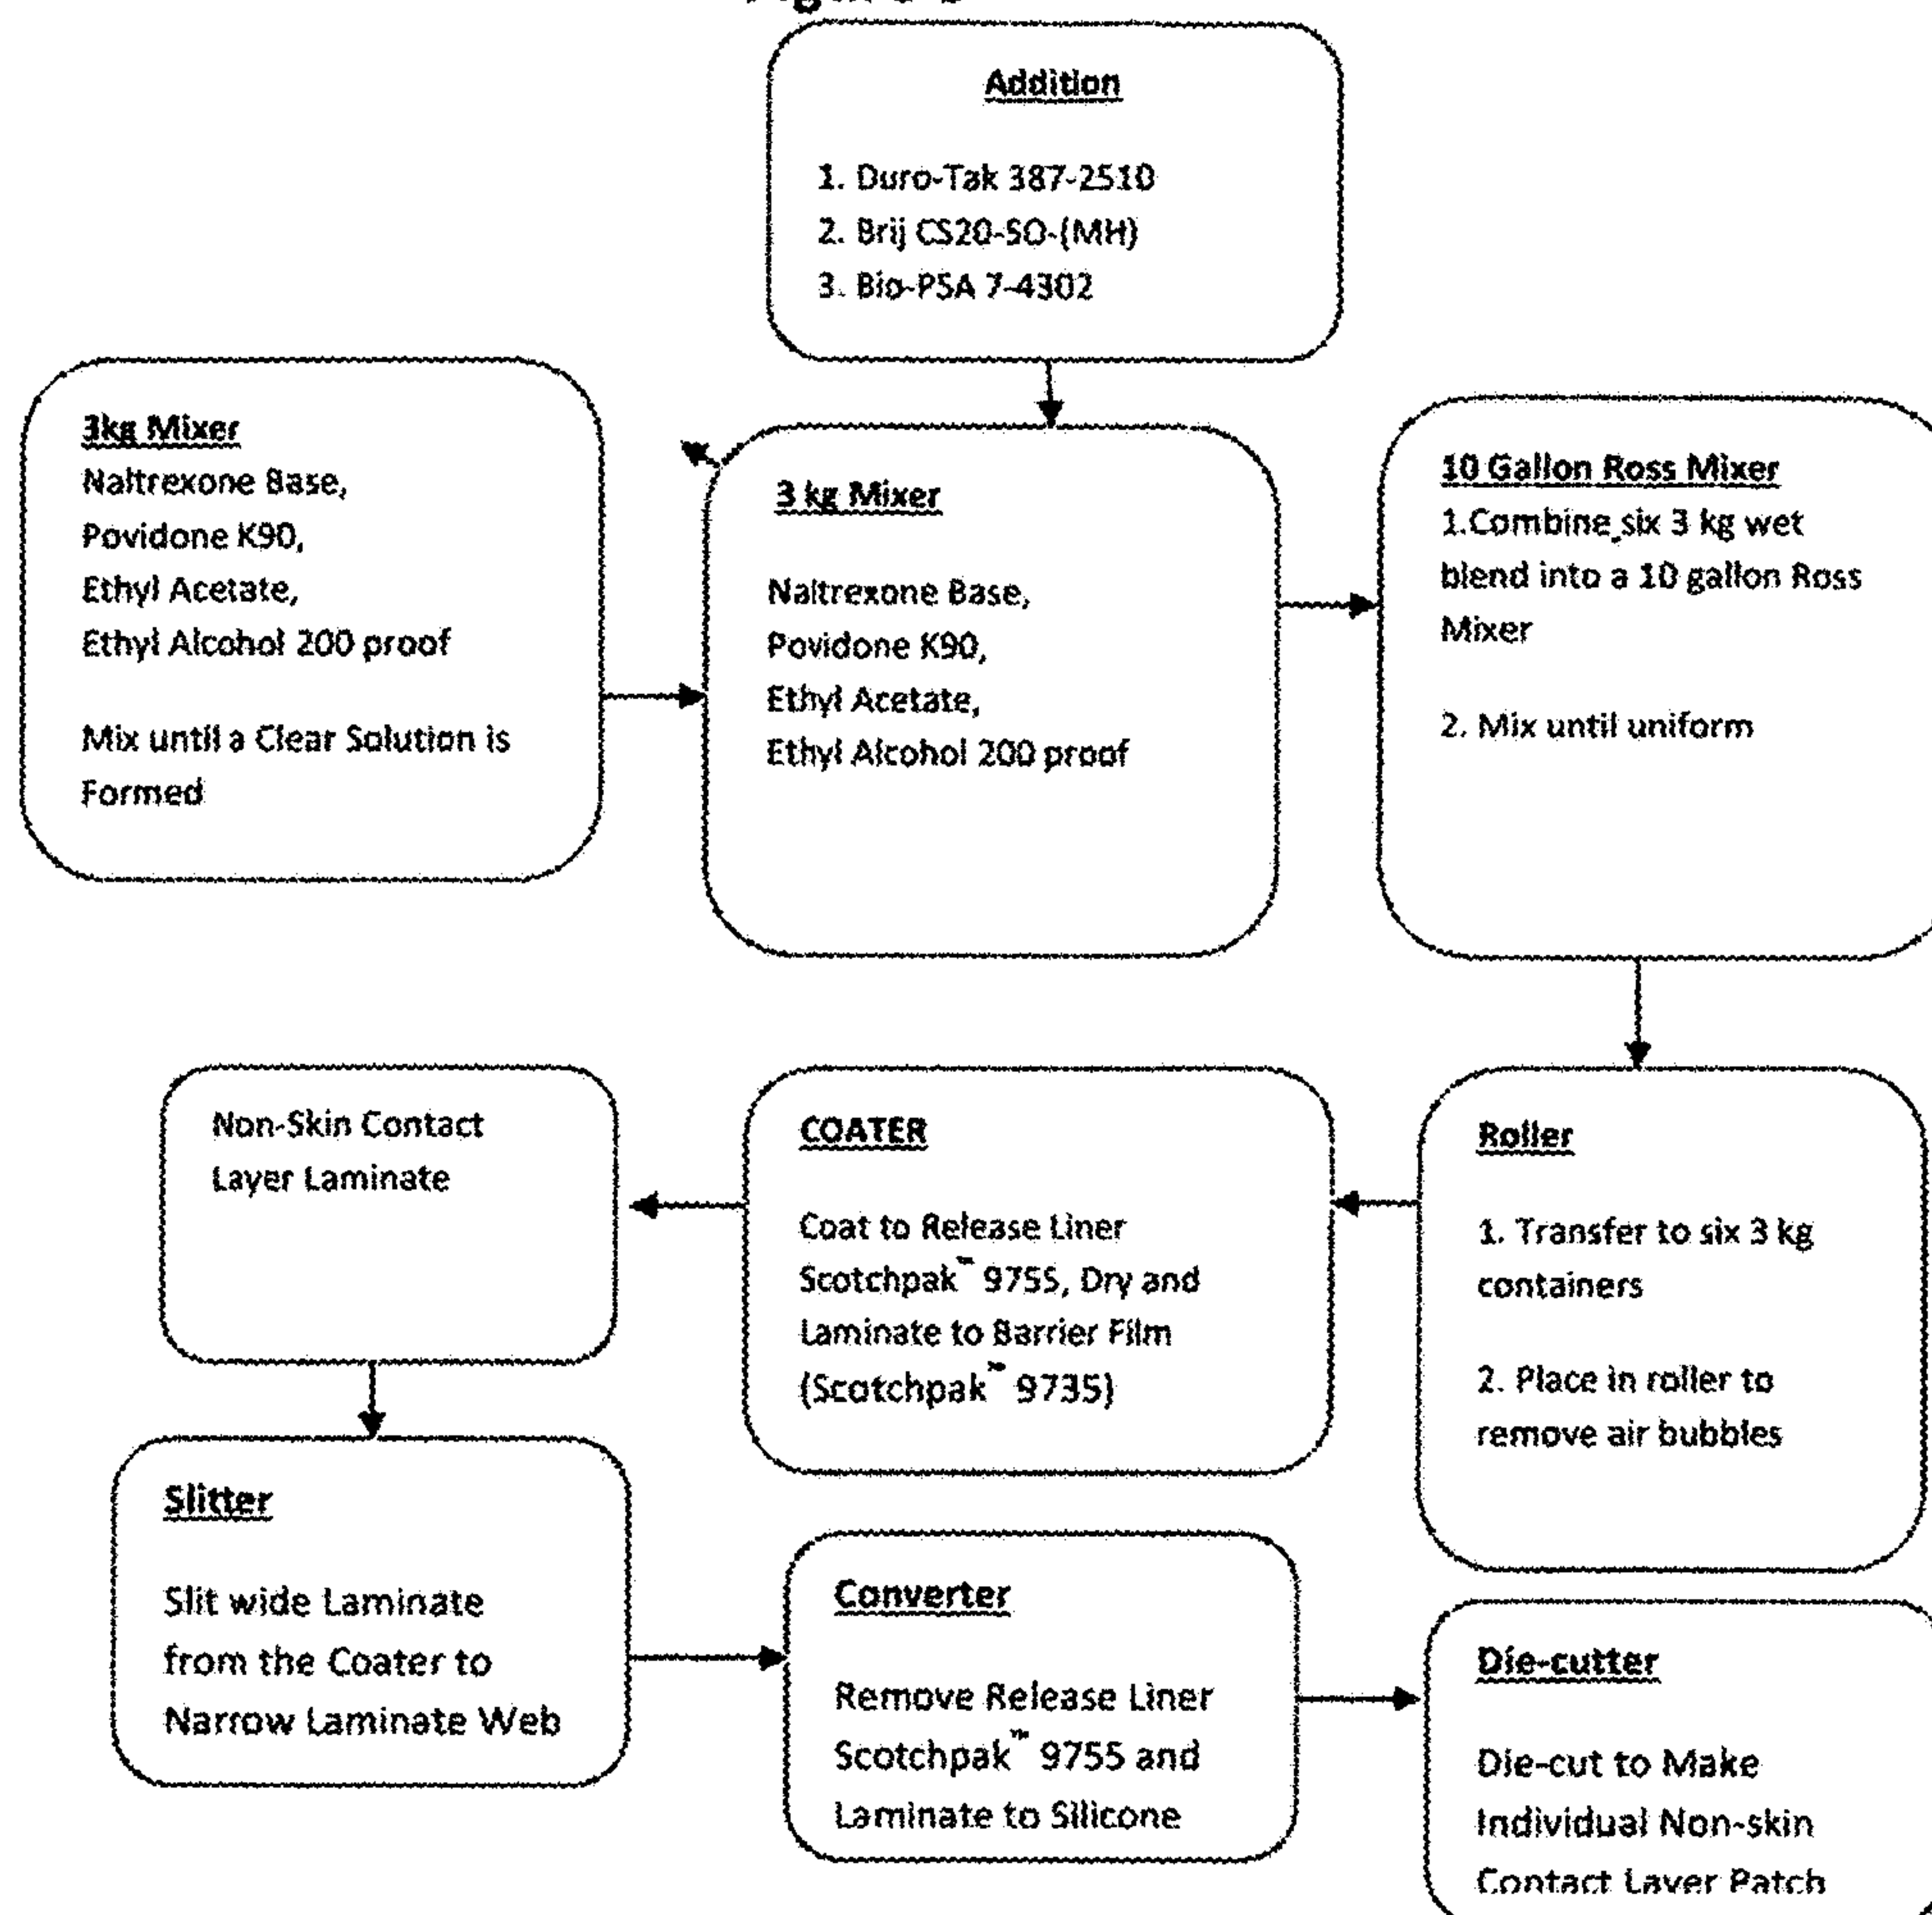 Addition
1. Duro-Tak 387-2510
2. Brij CS20-SO-(MH)
3. Bio-PSA 7-4302
3kg Mixer
Naltrexone Base,
Povidone K90,
Ethyl Acetate,
Ethyl Alcohol 200 proof
Mix until a Clear Solution is
Formed
3 kg Mixer
Naltrexone Base,
Povidone K90,
Ethyl Acetate,
Ethyl Alcohol 200 proof
10 Gallon Ross Mixer
1.Combine six 3 kg wet
blend into a 10 gallon Ross
Mixer
2. Mix until uniform
Non-Skin Contact
Layer Laminate
COATER
Coat to Release Liner
Scotchpak™ 9755, Dry and
Laminate to Barrier Film
(Scotchpak™ 9735)
Roller
1. Transfer to six 3 kg
containers
2. Place in roller to
remove air bubbles
Slitter
Slit wide Laminate
from the Coater to
Narrow Laminate Web
Converter
Remove Release Liner
Scotchpak™ 9755 and
Laminate to Silicone
Die-cutter
Die-cut to Make
Individual Non-skin
Contact Layer Patch